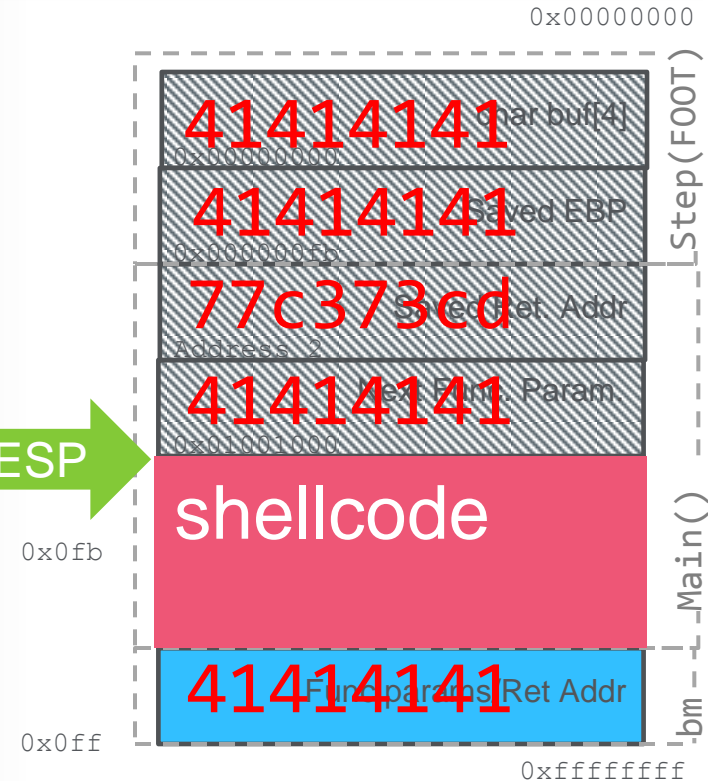 0x00000000
41414141
char buf[4]
0x00000000
41414141
Saved EBP
0x000000fb
77c373cd
Saved Ret. Addr
Address 2
41414141
Next Func. Param.
0x01001000
ESP
shellcode
0x0fb
41414141
Func params/Ret Addr
0x0ff
0xffffffff
Step(FOOT)
Main()
bm